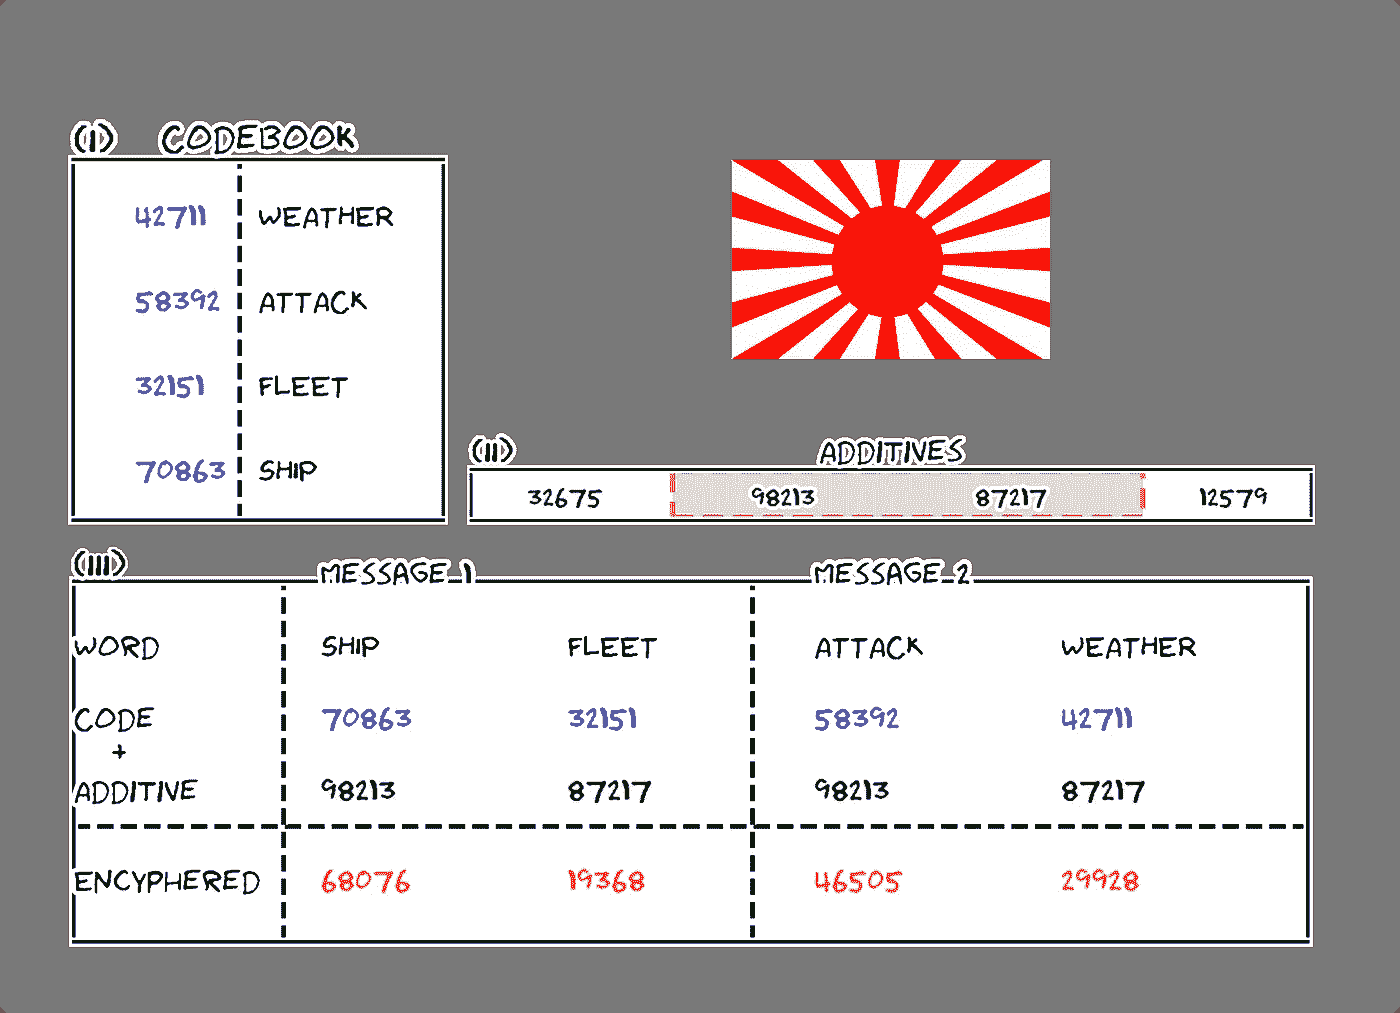 (I) CODEBOOK
42711 WEATHER
58392 ATTACK
32151 FLEET
70863 SHIP
(II) ADDITIVES
32675 98213 87217 12579
(III) MESSAGE 1 MESSAGE 2
WORD SHIP FLEET ATTACK WEATHER
CODE 70863 32151 58392 42711
+
ADDITIVE 98213 87217 98213 87217
ENCYPHERED 68076 19368 46505 29928